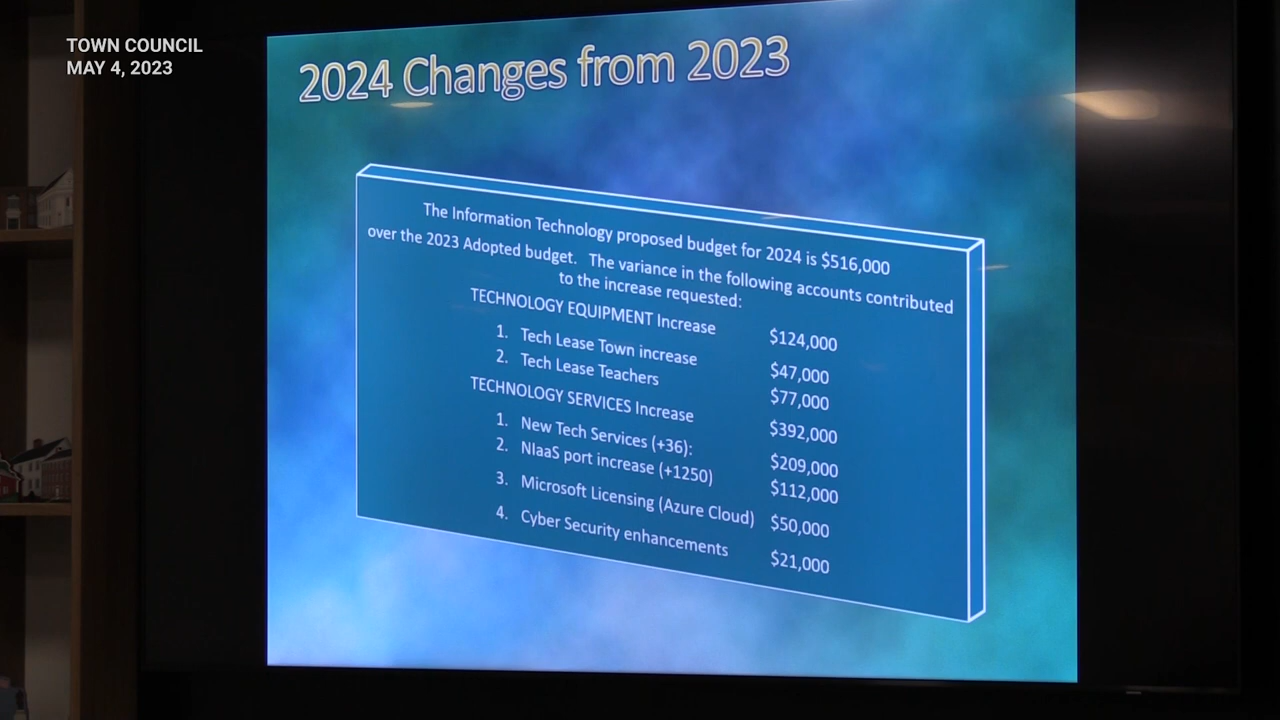 TOWN COUNCIL
MAY 4, 2023
2024 Changes from 2023
The Information Technology proposed budget for 2024 is $516,000
over the 2023 Adopted budget. The variance in the following accounts contributed
to the increase requested:
TECHNOLOGY EQUIPMENT Increase $124,000
1. Tech Lease Town increase $47,000
2. Tech Lease Teachers $77,000
TECHNOLOGY SERVICES Increase $392,000
1. New Tech Services (+36): $209,000
2. NIaaS port increase (+1250) $112,000
3. Microsoft Licensing (Azure Cloud) $50,000
4. Cyber Security enhancements $21,000